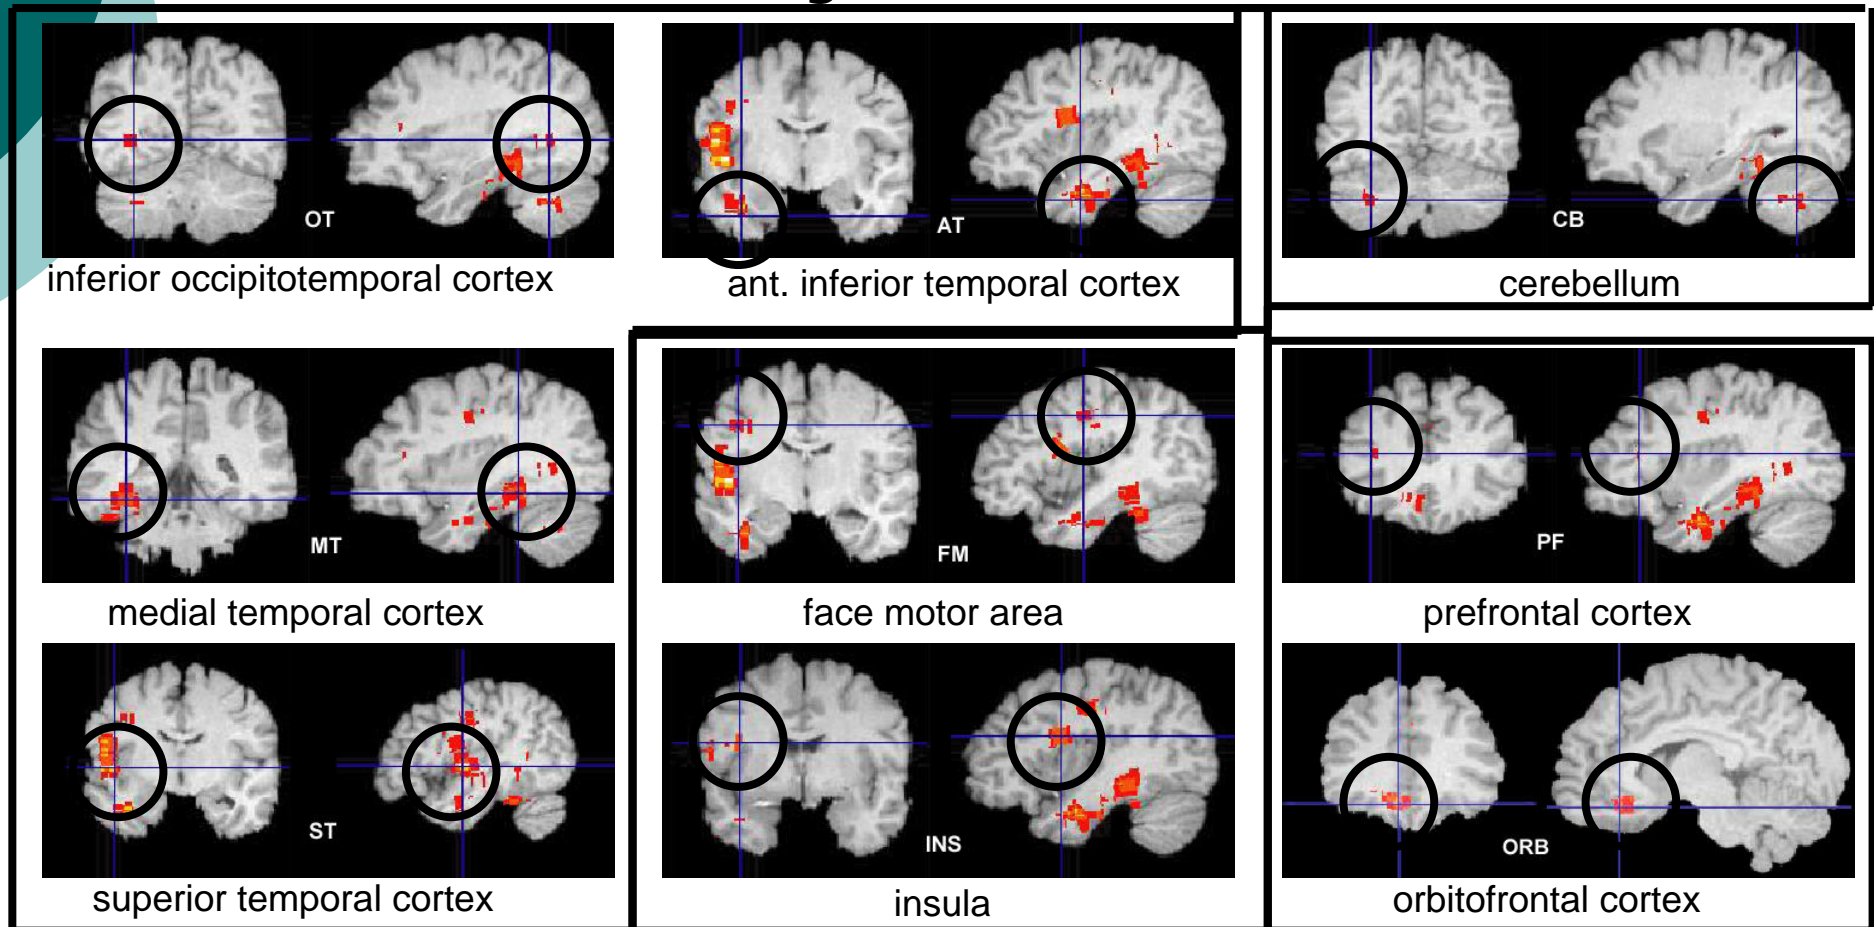 OT
AT
CB
inferior occipitotemporal cortex
ant. inferior temporal cortex
cerebellum
MT
FM
PF
medial temporal cortex
face motor area
prefrontal cortex
ST
INS
ORB
superior temporal cortex
insula
orbitofrontal cortex